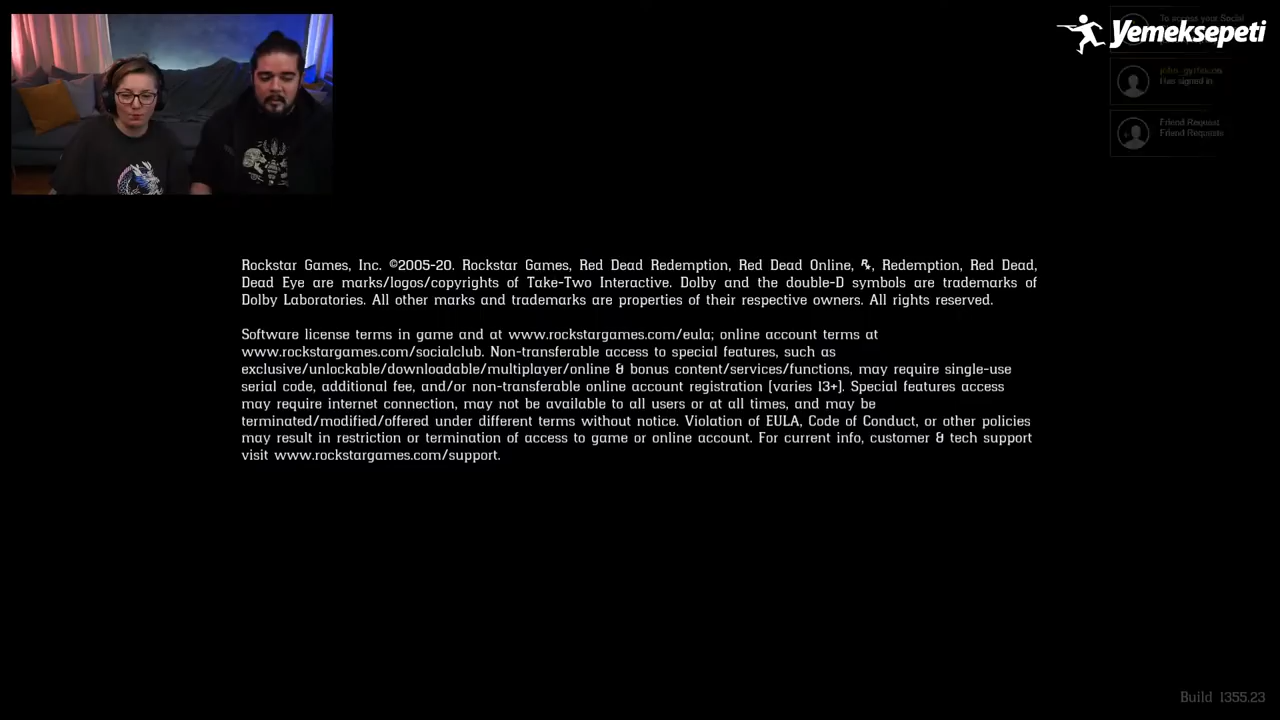 Yemeksepeti
To access your Social
has signed in
Friend Request
Friend Requests
Rockstar Games, Inc. ©2005-20. Rockstar Games, Red Dead Redemption, Red Dead Online, R*, Redemption, Red Dead,
Dead Eye are marks/logos/copyrights of Take-Two Interactive. Dolby and the double-D symbols are trademarks of
Dolby Laboratories. All other marks and trademarks are properties of their respective owners. All rights reserved.
Software license terms in game and at www.rockstargames.com/eula; online account terms at
www.rockstargames.com/socialclub. Non-transferable access to special features, such as
exclusive/unlockable/downloadable/multiplayer/online & bonus content/services/functions, may require single-use
serial code, additional fee, and/or non-transferable online account registration (varies 13+). Special features access
may require internet connection, may not be available to all users or at all times, and may be
terminated/modified/offered under different terms without notice. Violation of EULA, Code of Conduct, or other policies
may result in restriction or termination of access to game or online account. For current info, customer & tech support
visit www.rockstargames.com/support.
Build 1355.23